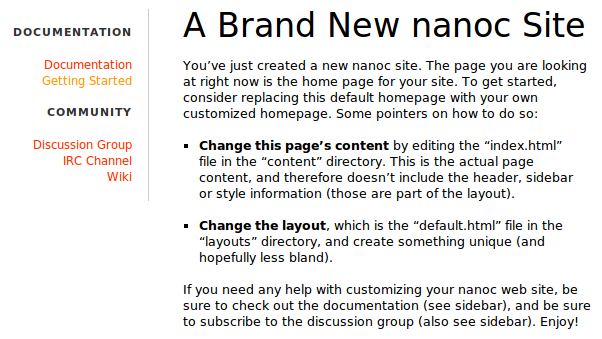 DOCUMENTATION
Documentation
Getting Started
COMMUNITY
Discussion Group
IRC Channel
Wiki
A Brand New nanoc Site
You’ve just created a new nanoc site. The page you are looking
at right now is the home page for your site. To get started,
consider replacing this default homepage with your own
customized homepage. Some pointers on how to do so:
▪ Change this page’s content by editing the “index.html”
file in the “content” directory. This is the actual page
content, and therefore doesn’t include the header, sidebar
or style information (those are part of the layout).
▪ Change the layout, which is the “default.html” file in the
“layouts” directory, and create something unique (and
hopefully less bland).
If you need any help with customizing your nanoc web site, be
sure to check out the documentation (see sidebar), and be sure
to subscribe to the discussion group (also see sidebar). Enjoy!